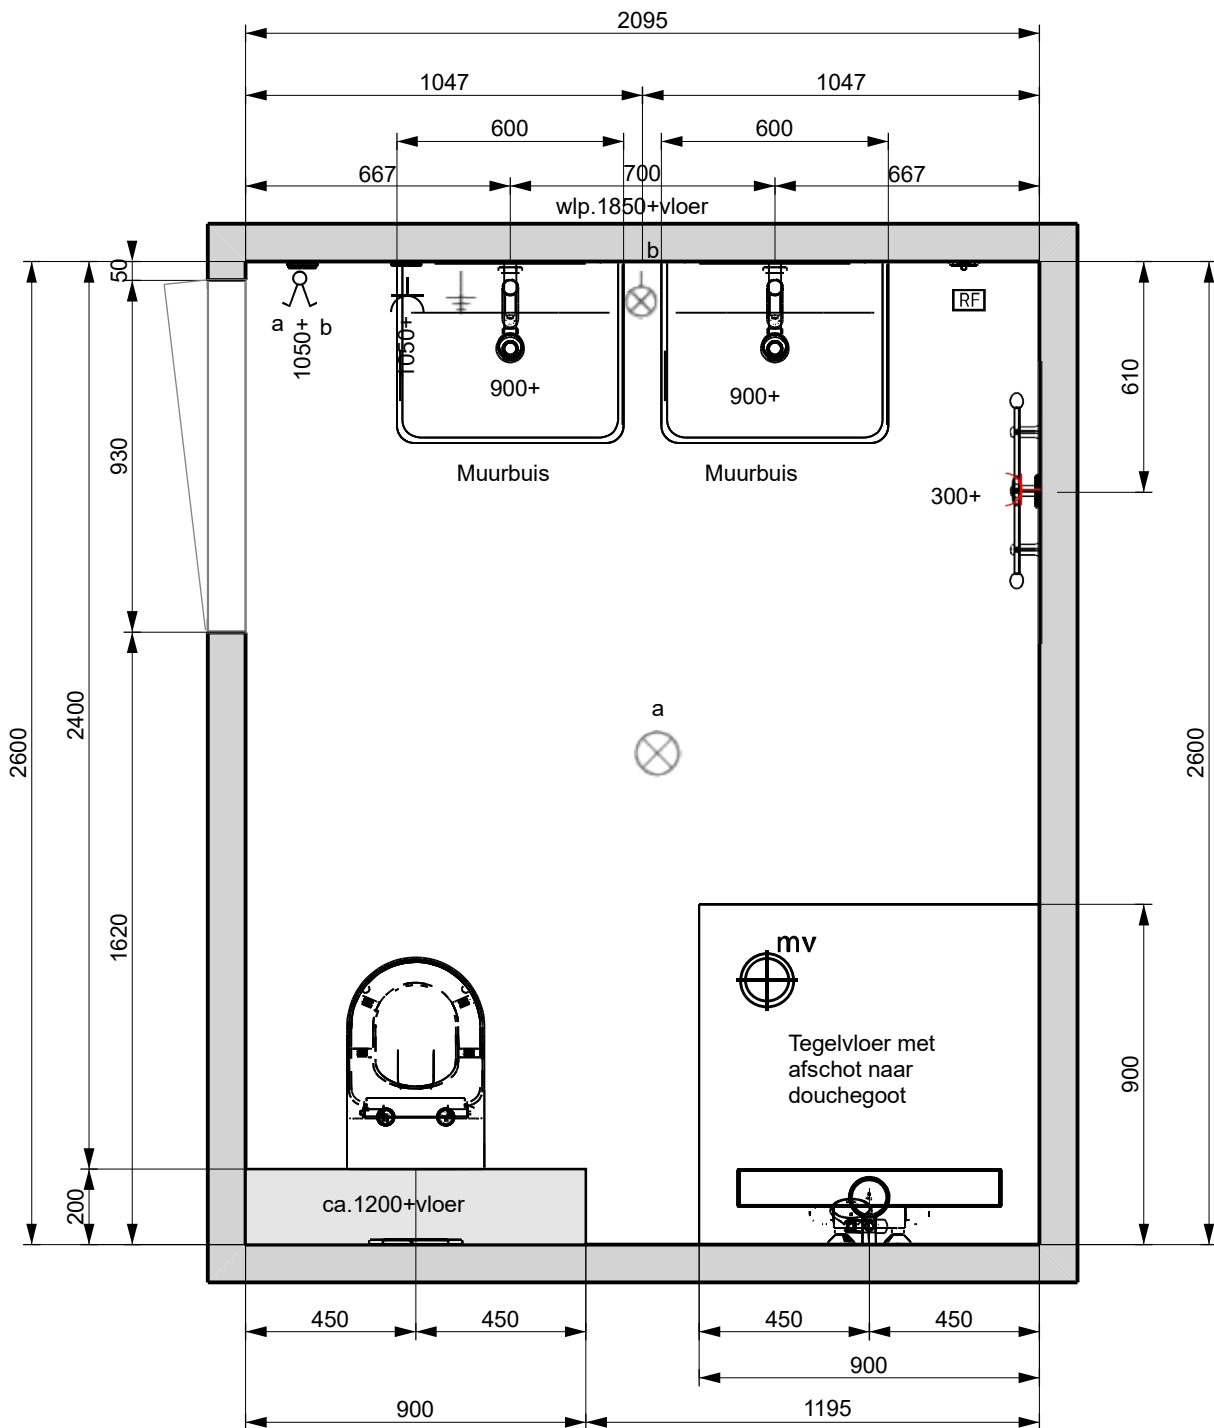 2095
1047 1047
600 600
667 700 667
wlp.1850+vloer
b
50
RF
a b
1050+ 1050+
900+ 900+
610
930
Muurbuis Muurbuis
300+
2400
2600
2600
a
1620
mv
Tegelvloer met
afschot naar
douchegoot
900
200
ca.1200+vloer
450 450 450 450
900
900 1195